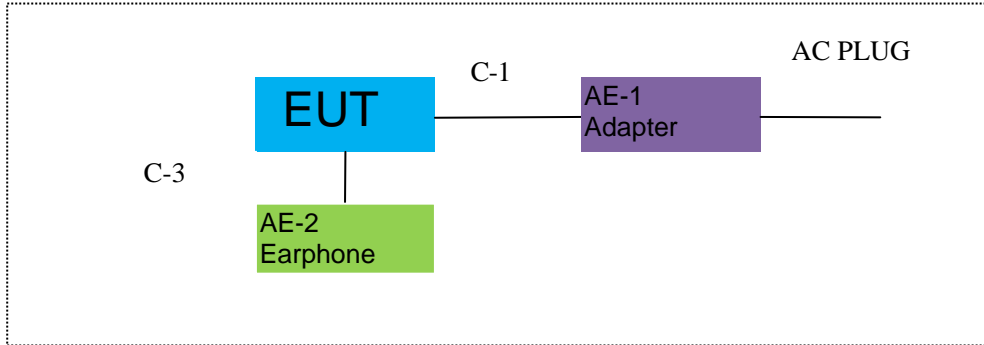 AC PLUG
C-1
EUT
AE-1
Adapter
C-3
AE-2
Earphone